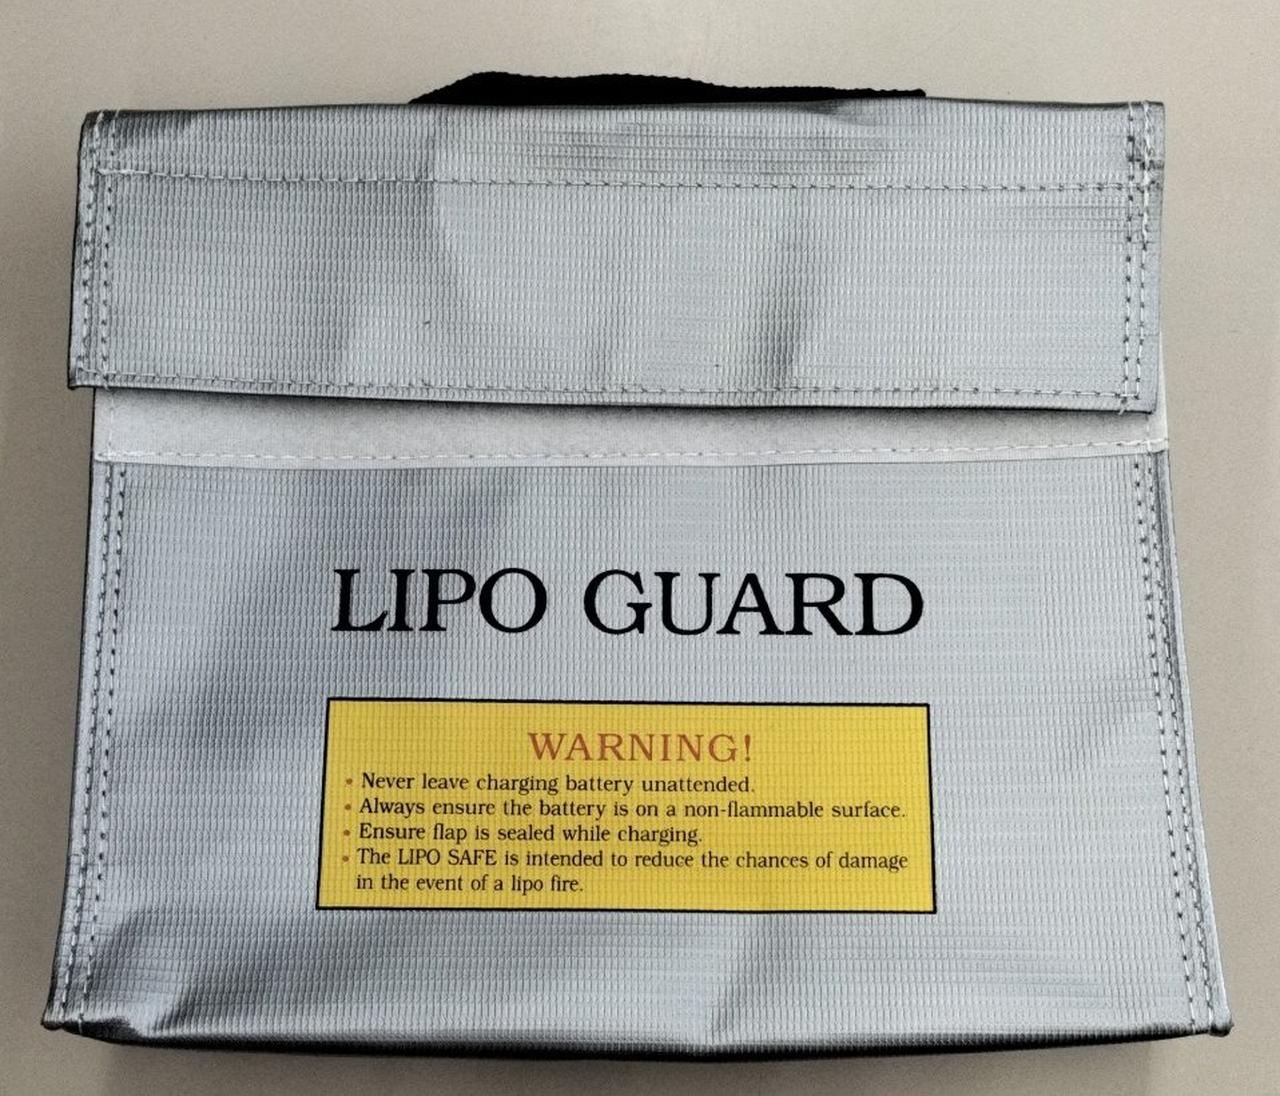 LIPO GUARD
WARNING!
• Never leave charging battery unattended.
• Always ensure the battery is on a non-flammable surface.
• Ensure flap is sealed while charging.
• The LIPO SAFE is intended to reduce the chances of damage
in the event of a lipo fire.